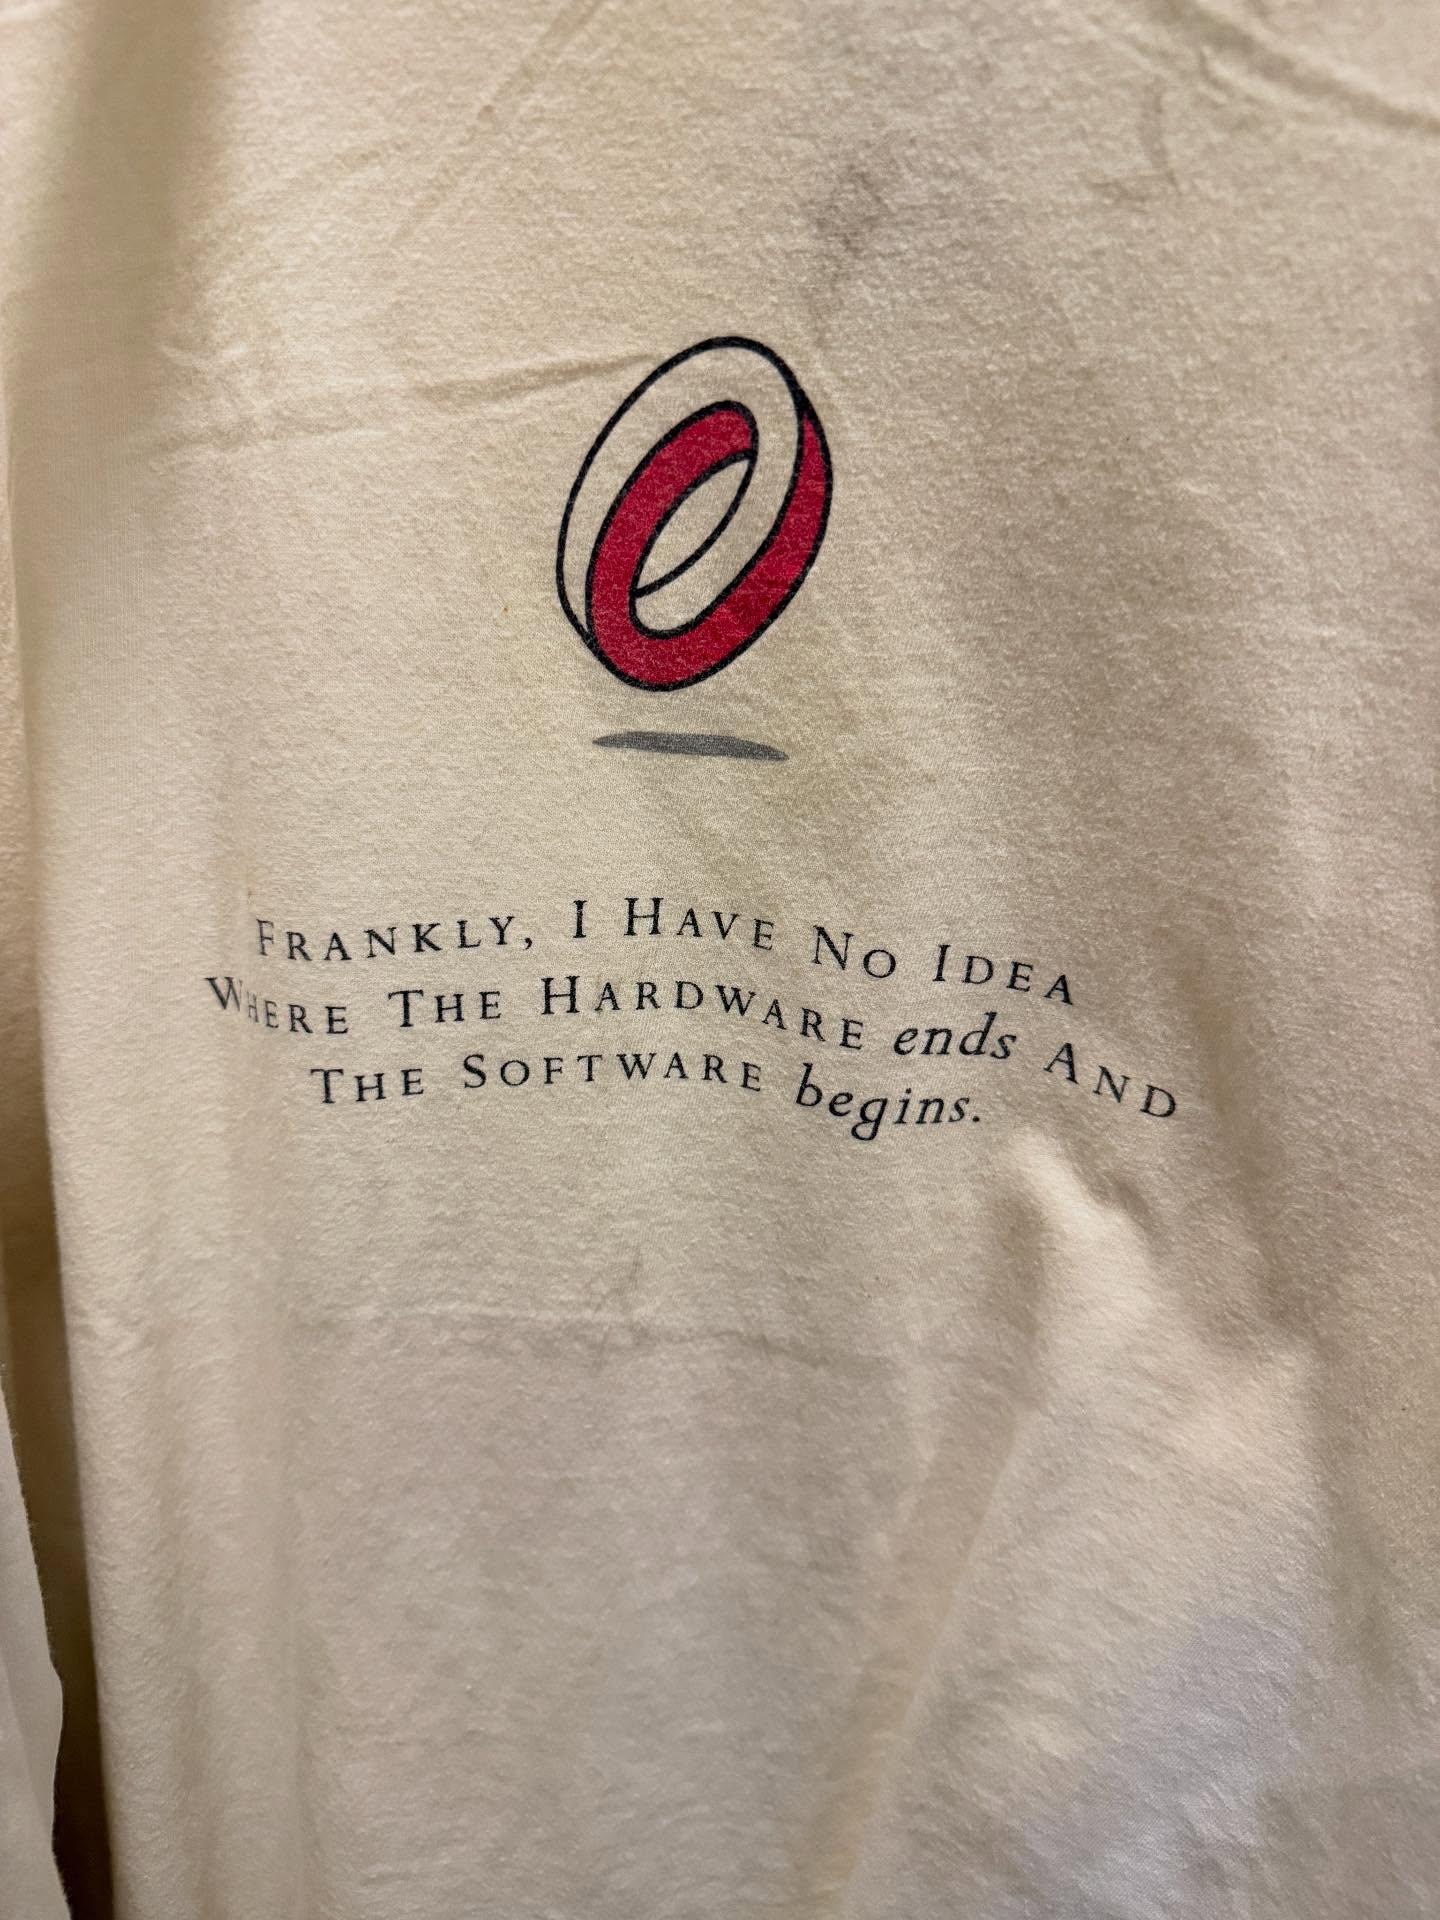 FRANKLY, I HAVE NO IDEA
WHERE THE HARDWARE ends AND
THE SOFTWARE begins.